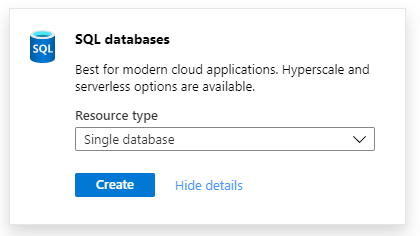 SQL
SQL databases
Best for modern cloud applications. Hyperscale and
serverless options are available.
Resource type
Single database
Create
Hide details